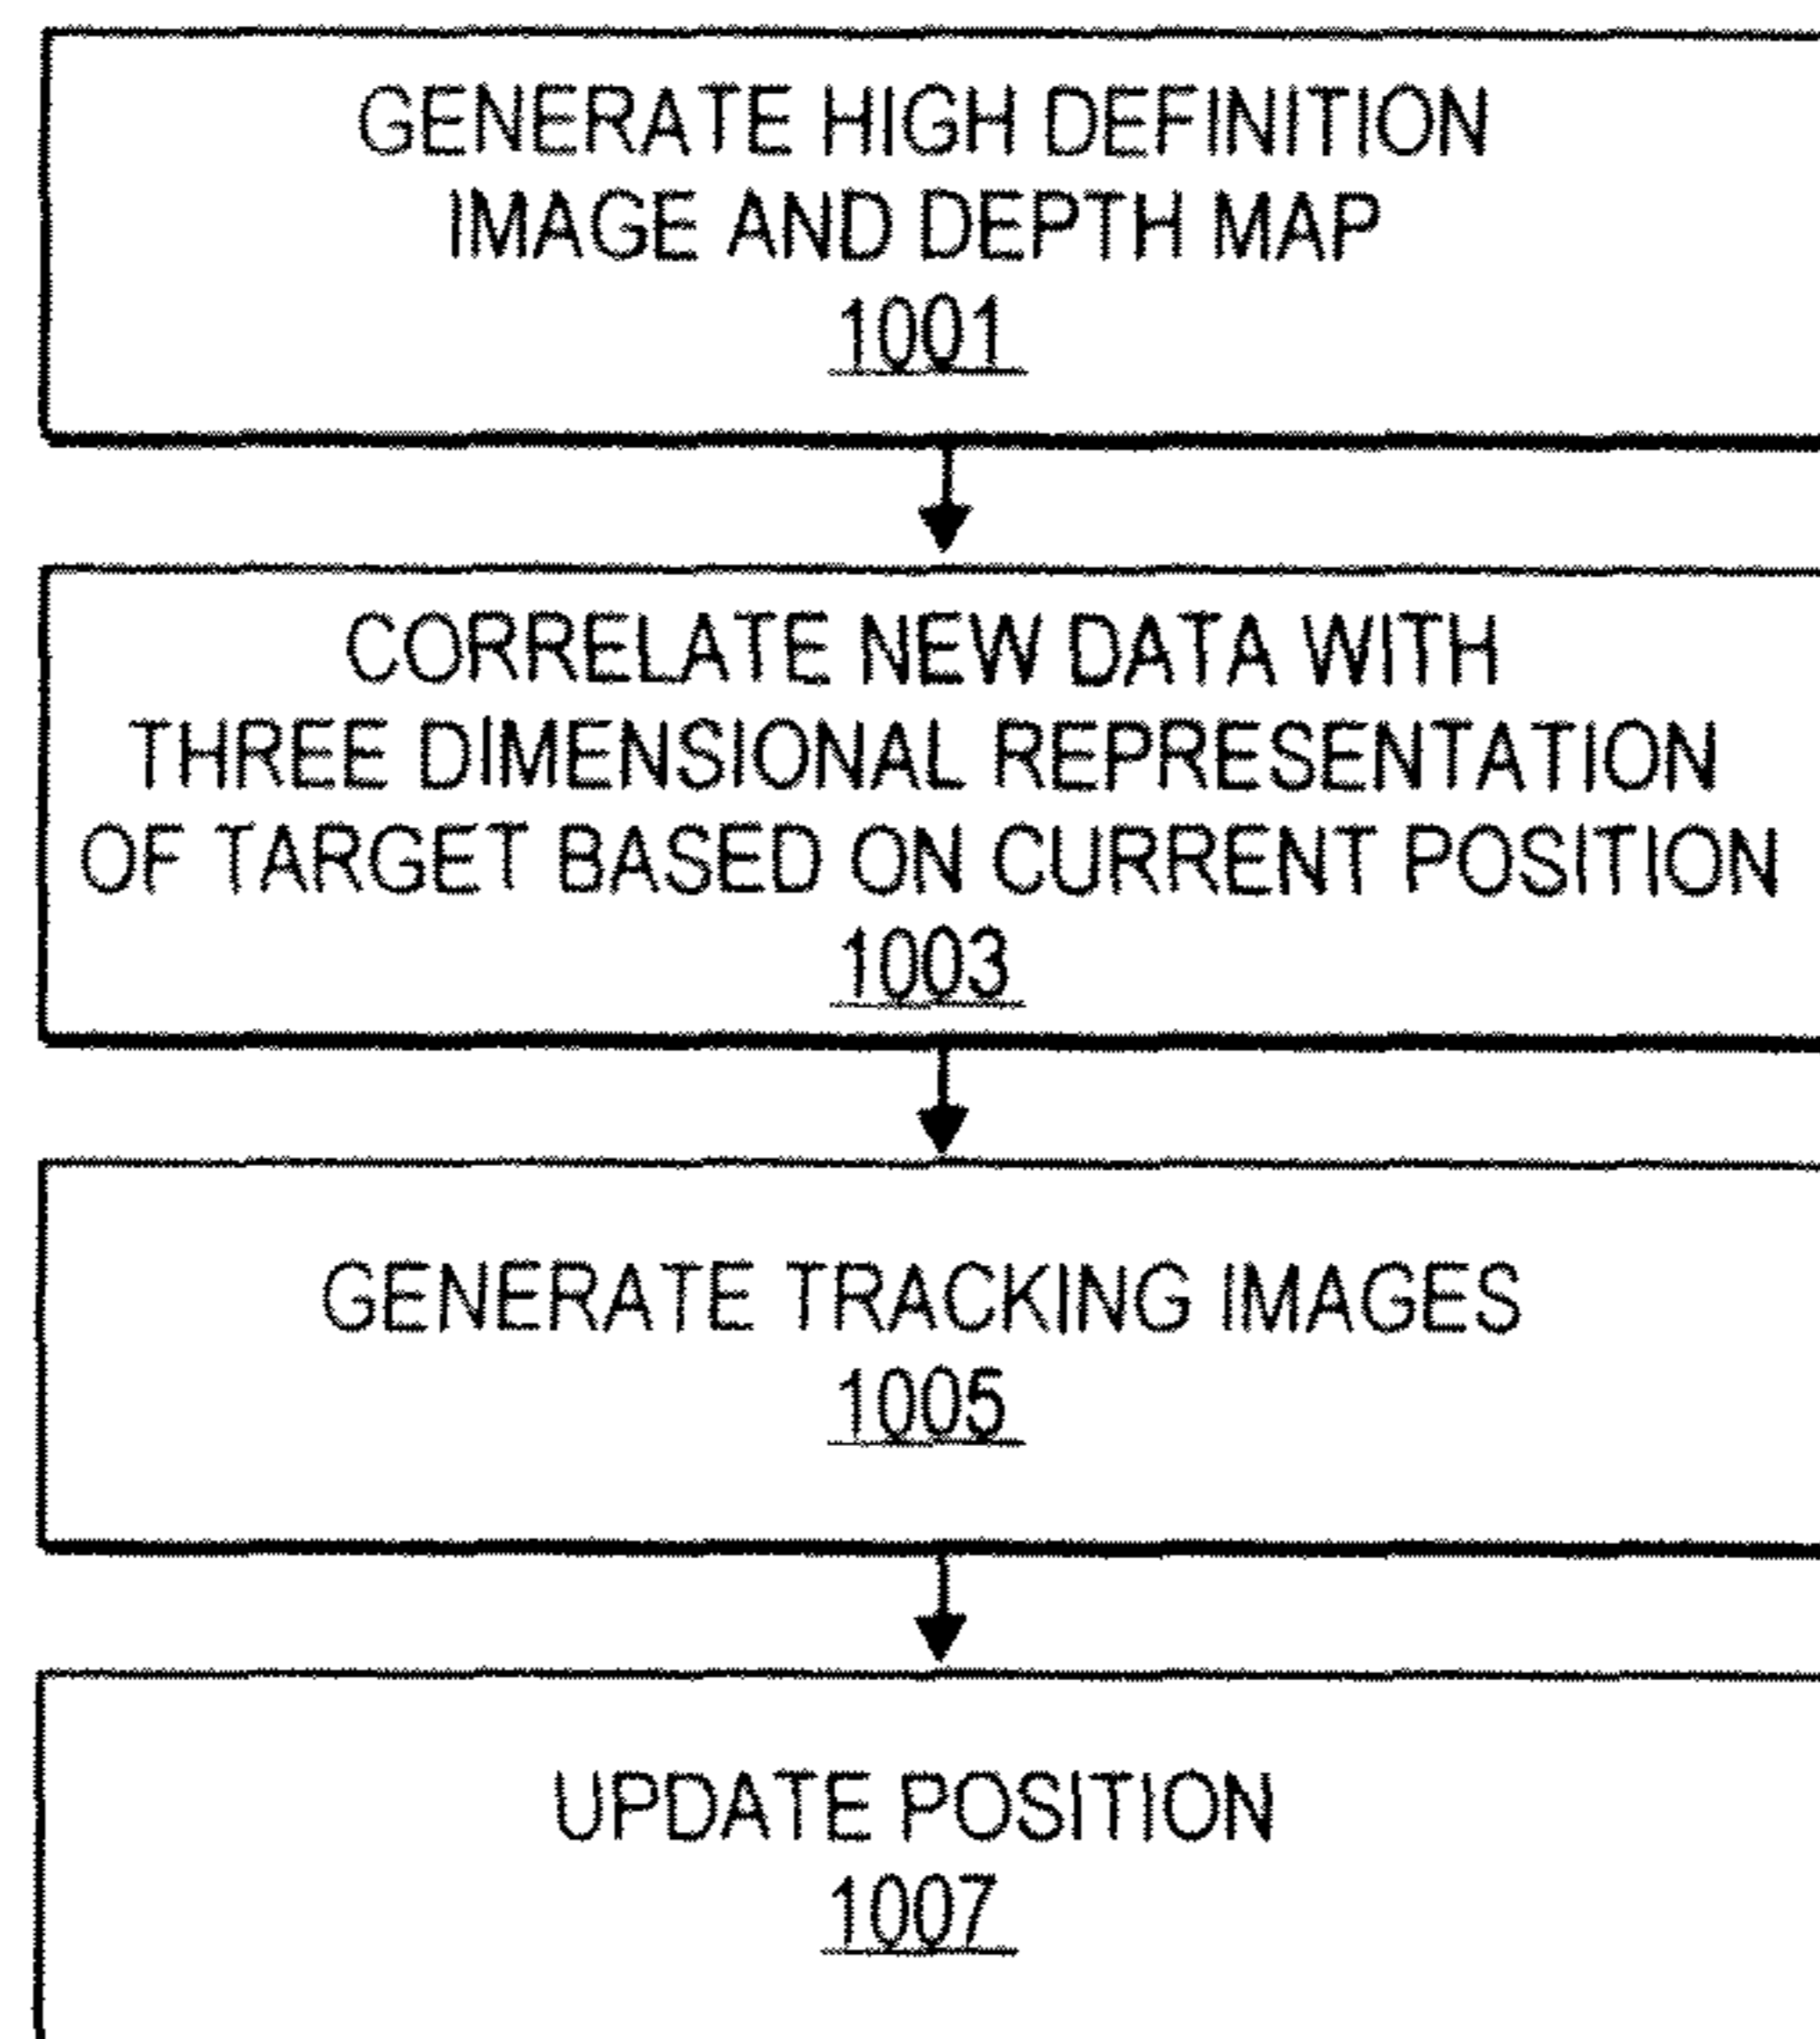 GENERATE HIGH DEFINITION
IMAGE AND DEPTH MAP
1001
CORRELATE NEW DATA WITH
THREE DIMENSIONAL REPRESENTATION
OF TARGET BASED ON CURRENT POSITION
1003
GENERATE TRACKING IMAGES
1005
UPDATE POSITION
1007